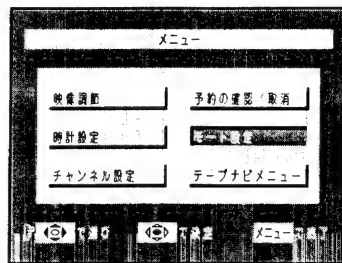 メニュー
映像調節 予約の確認/取消
時計設定 モード設定
チャンネル設定 テープナビメニュー
で選ぶ で決定 メニューで終了